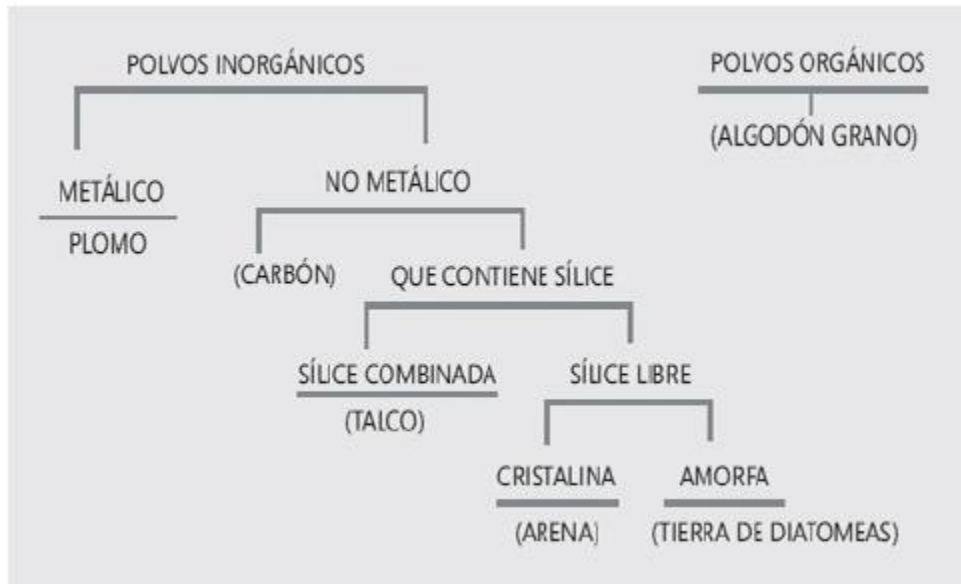 POLVOS INORGÁNICOS
POLVOS ORGÁNICOS
(ALGODÓN GRANO)
METÁLICO
PLOMO
NO METÁLICO
(CARBÓN)
QUE CONTIENE SÍLICE
SÍLICE COMBINADA
(TALCO)
SÍLICE LIBRE
CRISTALINA
(ARENA)
AMORFA
(TIERRA DE DIATOMEAS)